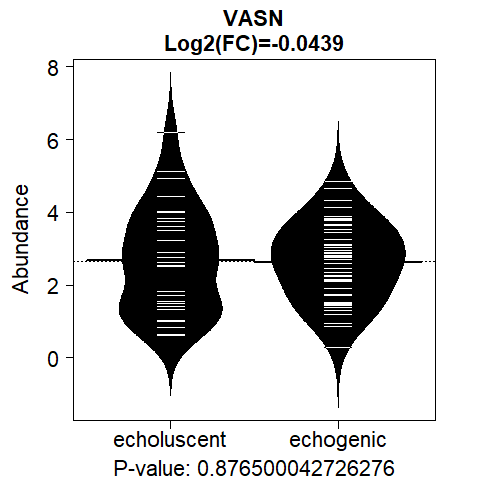 VASN
Log2(FC)=-0.0439
Abundance
8
6
4
2
0
echoluscent echogenic
P-value: 0.876500042726276